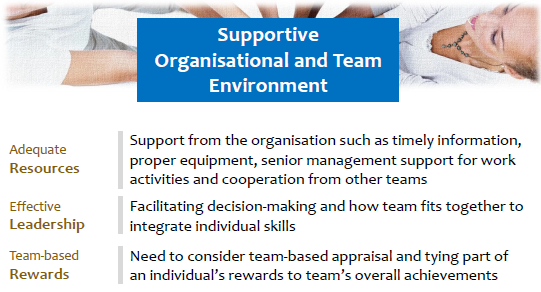 Supportive
Organisational and Team
Environment
Adequate
Resources
Support from the organisation such as timely information,
proper equipment, senior management support for work
activities and cooperation from other teams
Effective
Leadership
Facilitating decision-making and how team fits together to
integrate individual skills
Team-based
Rewards
Need to consider team-based appraisal and tying part of
an individual's rewards to team's overall achievements